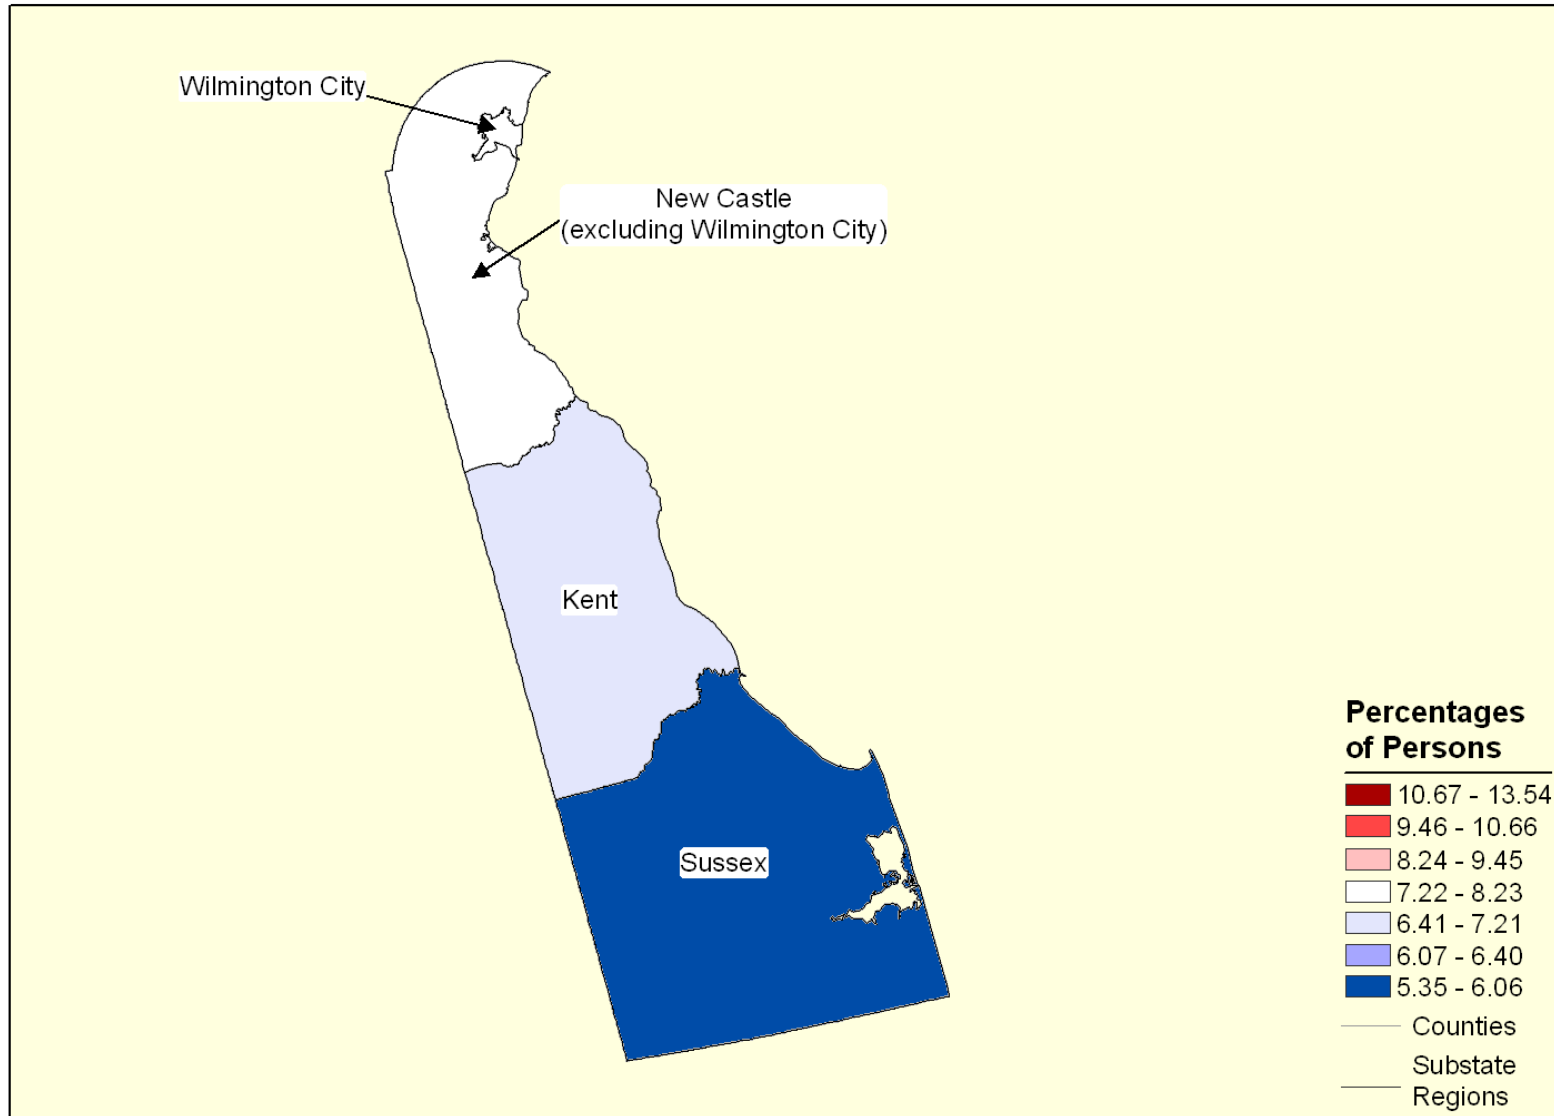 Wilmington City
New Castle
(excluding Wilmington City)
Kent
Sussex
Percentages
of Persons
10.67 - 13.54
9.46 - 10.66
8.24 - 9.45
7.22 - 8.23
6.41 - 7.21
6.07 - 6.40
5.35 - 6.06
Counties
Substate
Regions